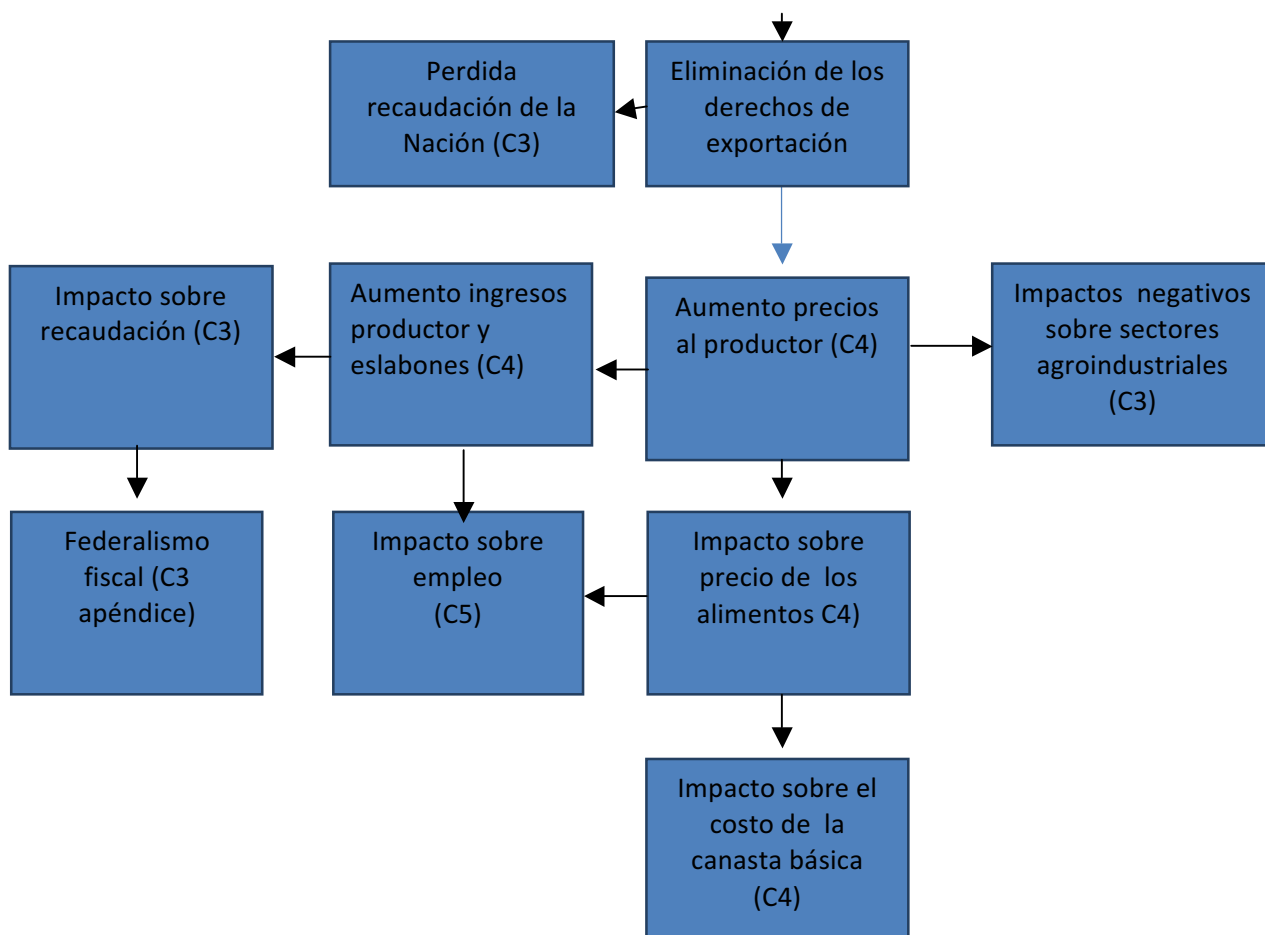 Perdida
recaudación de la
Nación (C3)
Eliminación de los
derechos de
exportación
Impacto sobre
recaudación (C3)
Aumento ingresos
productor y
eslabones (C4)
Aumento precios
al productor (C4)
Impactos negativos
sobre sectores
agroindustriales
(C3)
Federalismo
fiscal (C3
apéndice)
Impacto sobre
empleo
(C5)
Impacto sobre
precio de los
alimentos C4)
Impacto sobre el
costo de la
canasta básica
(C4)